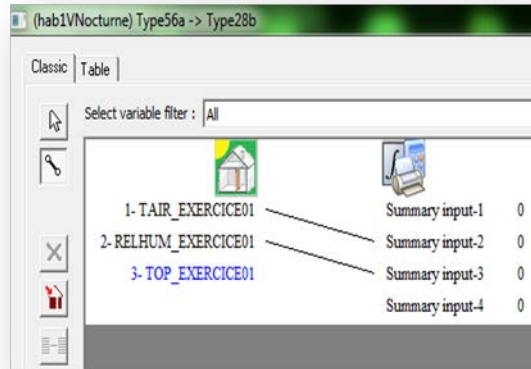 (hab1VNocturne) Type56a -> Type28b
Classic Table
Select variable filter : All
1- TAIR_EXERCICE01 Summary input-1 0
2- RELHUM_EXERCICE01 Summary input-2 0
3- TOP_EXERCICE01 Summary input-3 0
Summary input-4 0